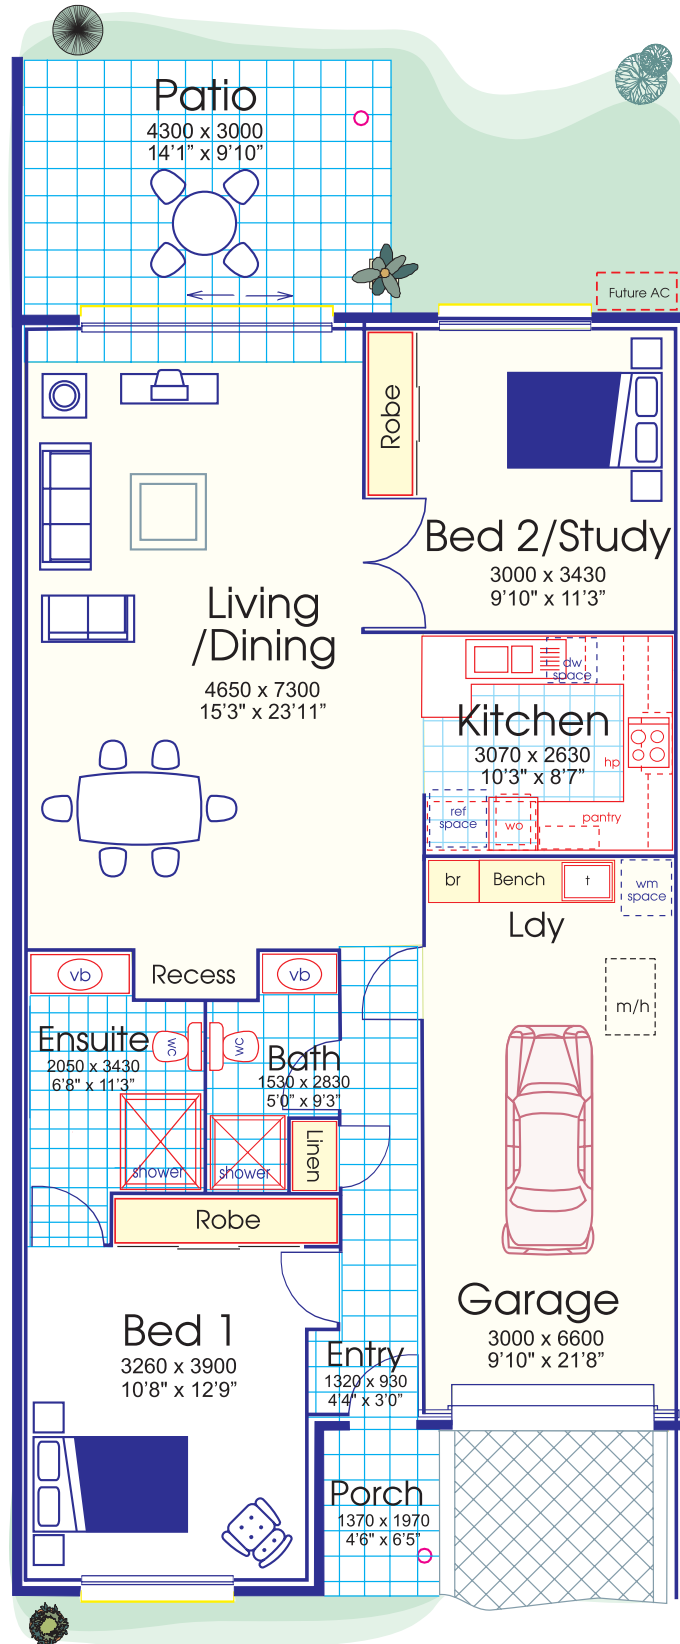 Patio
4300 x 3000
14'1” x 9'10”
Future AC
Robe
Bed 2/Study
3000 x 3430
9'10" x 11'3”
Living
/Dining
4650 x 7300
15'3" x 23'11”
dw
space
Kitchen
3070 x 2630
10'3" x 8'7”
hp
ref
space
wo
pantry
br
Bench
t
wm
space
Ldy
m/h
vb
Recess
vb
Ensuite
2050 x 3430
6'8" x 11'3”
WC
WC
Bath
1530 x 2830
5'0” x 9'3”
shower
shower
Linen
Robe
Bed 1
3260 x 3900
10'8" x 12'9”
Entry
1320 x 930
4'4" x 3'0”
Garage
3000 x 6600
9'10" x 21'8”
Porch
1370 x 1970
4'6" x 6'5”